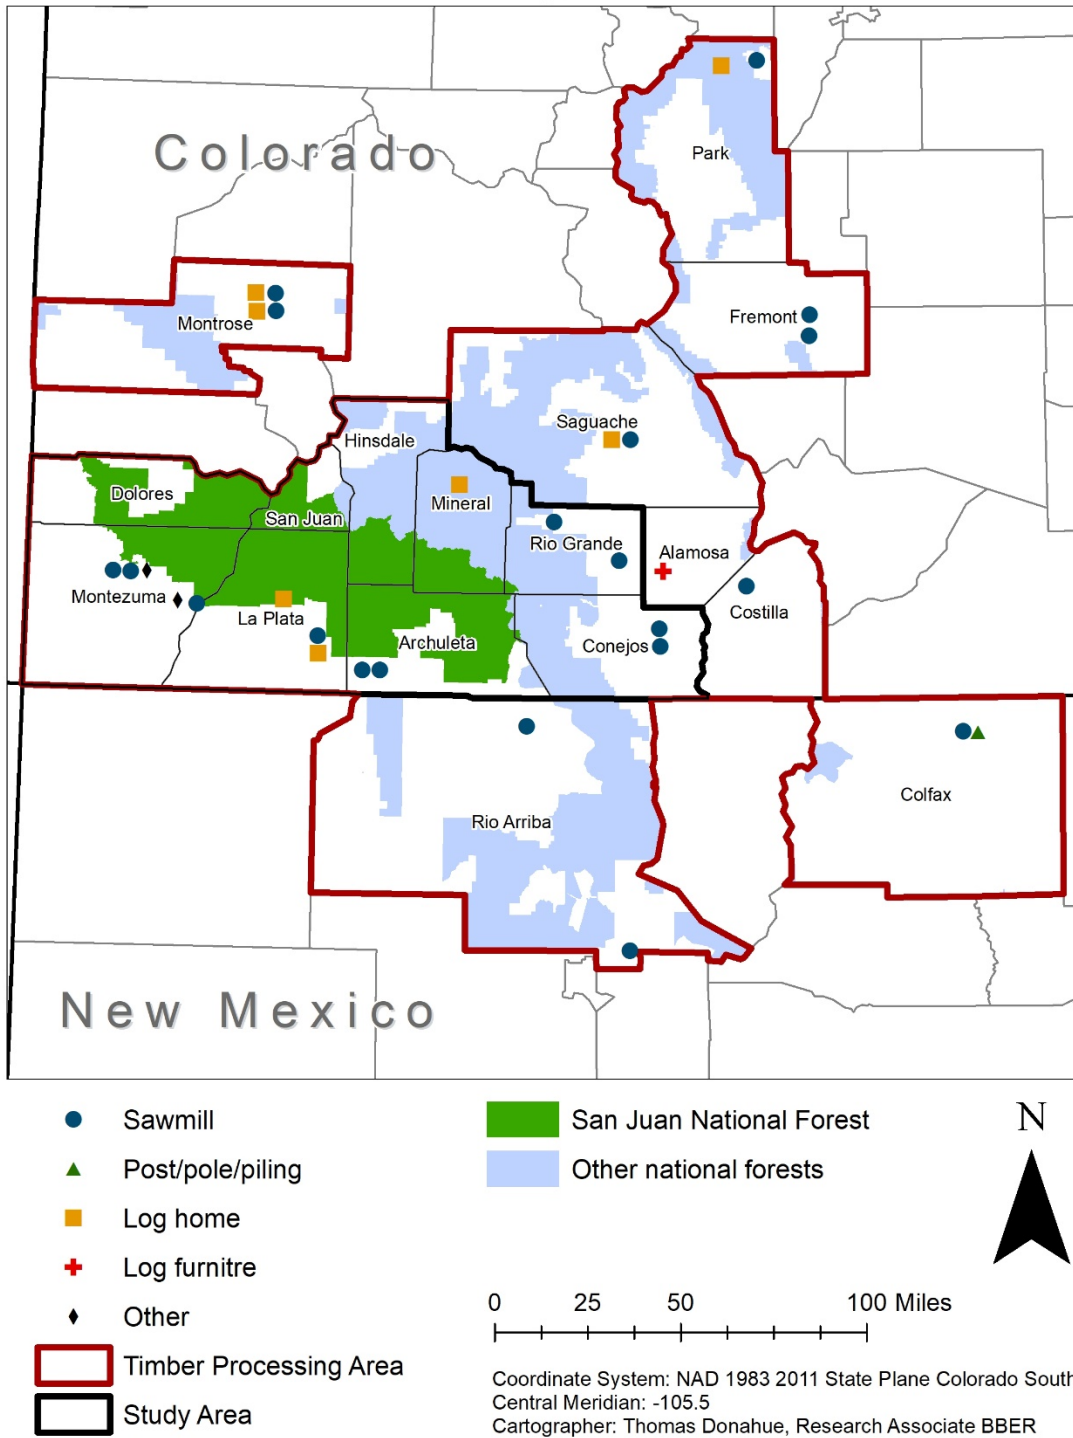 Colorado
Park
Montrose
Fremont
Saguache
Hinsdale
Dolores
Mineral
San Juan
Rio Grande
Alamosa
Montezuma
La Plata
Costilla
Archuleta
Conejos
Colfax
Rio Arriba
New Mexico
Sawmill
Post/pole/piling
Log home
Log furnitre
Other
Timber Processing Area
Study Area
San Juan National Forest
Other national forests
N
0 25 50 100 Miles
Coordinate System: NAD 1983 2011 State Plane Colorado South
Central Meridian: -105.5
Cartographer: Thomas Donahue, Research Associate BBER